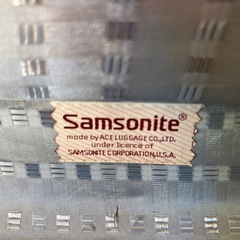 Samsonite®
made by ACE LUGGAGE CO.,LTD.
under licence of
SAMSONITE CORPORATION,U.S.A.